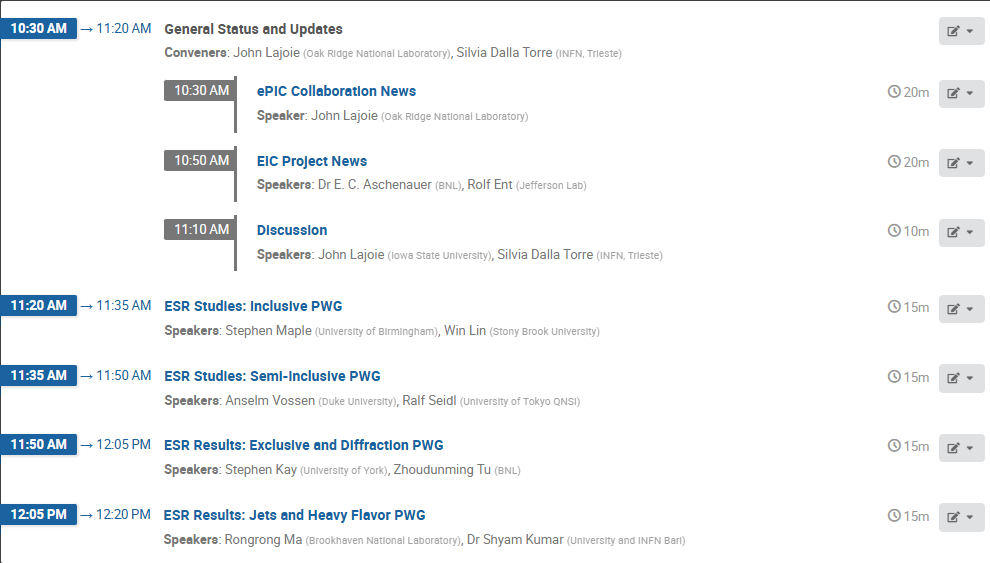 10:30 AM → 11:20 AM General Status and Updates
Conveners: John Lajoie (Oak Ridge National Laboratory), Silvia Dalla Torre (INFN, Trieste)
10:30 AM ePIC Collaboration News 20m
Speaker: John Lajoie (Oak Ridge National Laboratory)
10:50 AM EIC Project News 20m
Speakers: Dr E. C. Aschenauer (BNL), Rolf Ent (Jefferson Lab)
11:10 AM Discussion 10m
Speakers: John Lajoie (Iowa State University), Silvia Dalla Torre (INFN, Trieste)
11:20 AM → 11:35 AM ESR Studies: Inclusive PWG 15m
Speakers: Stephen Maple (University of Birmingham), Win Lin (Stony Brook University)
11:35 AM → 11:50 AM ESR Studies: Semi-Inclusive PWG 15m
Speakers: Anselm Vossen (Duke University), Ralf Seidl (University of Tokyo QNSI)
11:50 AM → 12:05 PM ESR Results: Exclusive and Diffraction PWG 15m
Speakers: Stephen Kay (University of York), Zhoudunming Tu (BNL)
12:05 PM → 12:20 PM ESR Results: Jets and Heavy Flavor PWG 15m
Speakers: Rongrong Ma (Brookhaven National Laboratory), Dr Shyam Kumar (University and INFN Bari)